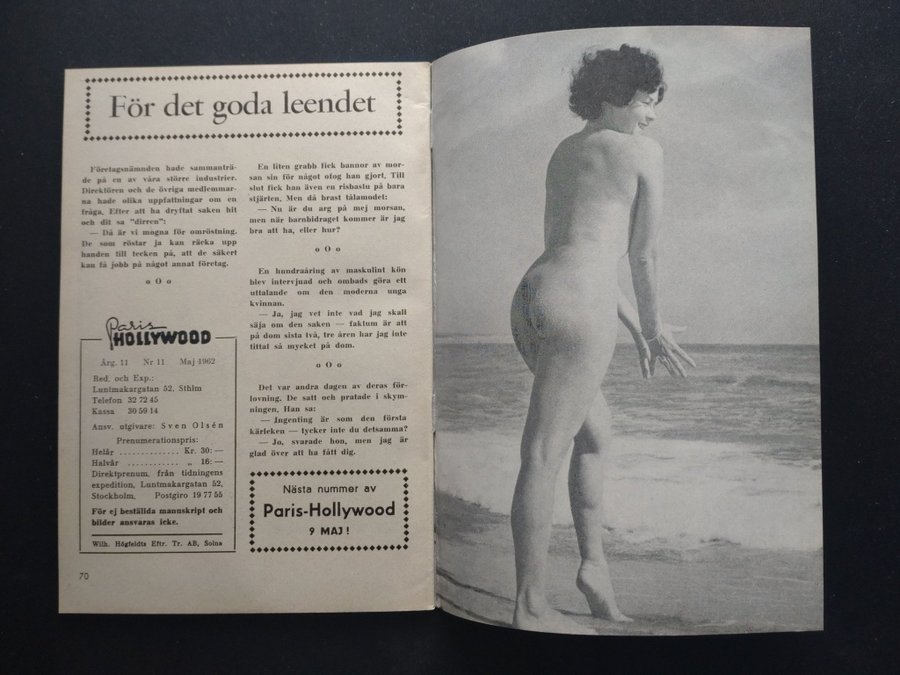 För det goda leendet
Företagsnämnden hade sammanträ-
de på en av våra större industrier.
Direktören och de övriga medlemmar-
na hade olika uppfattningar om en
fråga. Efter att ha dryftat saken hit
och dit sa "dirren":
— Då är vi mogna för omröstning.
De som röstar ja kan räcka upp
handen till tecken på, att de säkert
kan få jobb på något annat företag.
o O o
Paris
HOLLYWOOD
Årg. 11 Nr 11 Maj 1962
Red. och Exp.:
Luntmakargatan 52, Sthlm
Telefon 32 72 45
Kassa 30 59 14
Ansv. utgivare: Sven Olsén
Prenumerationspris:
Helår .............. Kr. 30: —
Halvår ............ „ 16: —
Direktprenum. från tidningens
expedition, Luntmakargatan 52,
Stockholm. Postgiro 19 77 55
För ej beställda manuskript och
bilder ansvaras icke.
Wilh. Högfeldts Eftr. Tr. AB, Solna
70
En liten grabb fick bannor av mor-
san sin för något ofog han gjort. Till
slut fick han även en risbastu på bara
stjärten. Men då brast tålamodet:
— Nu är du arg på mej morsan,
men när barnbidraget kommer är jag
bra att ha, eller hur?
o O o
En hundraåring av maskulint kön
blev intervjuad och ombads göra ett
uttalande om den moderna unga
kvinnan.
— Ja, jag vet inte vad jag skall
säja om den saken — faktum är att
på dom sista två, tre åren har jag inte
tittat så mycket på dom.
o O o
Det var andra dagen av deras för-
lovning. De satt och pratade i skym-
ningen. Han sa:
— Ingenting är som den första
kärleken — tycker inte du detsamma?
— Jo, svarade hon, men jag är
glad över att ha fått dig.
Nästa nummer av
Paris-Hollywood
9 MAJ!